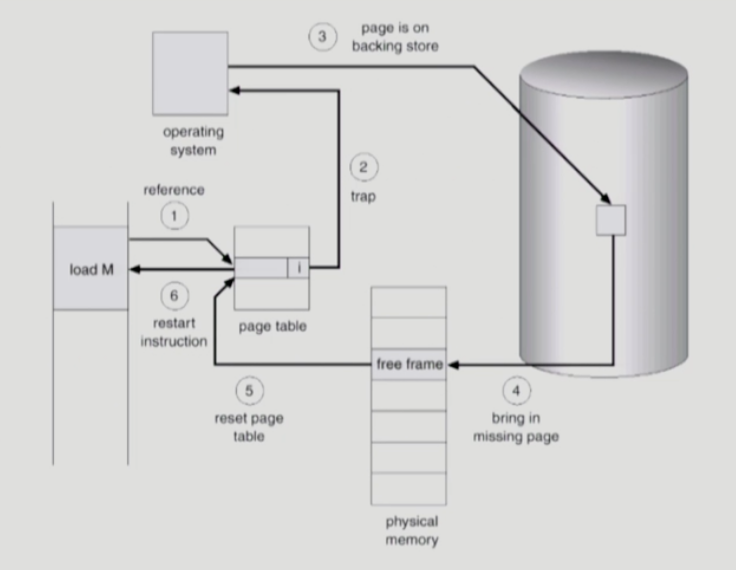 3
page is on
backing store
operating
system
2
trap
reference
1
load M
i
6
restart
instruction
page table
free frame
5
reset page
table
4
bring in
missing page
physical
memory